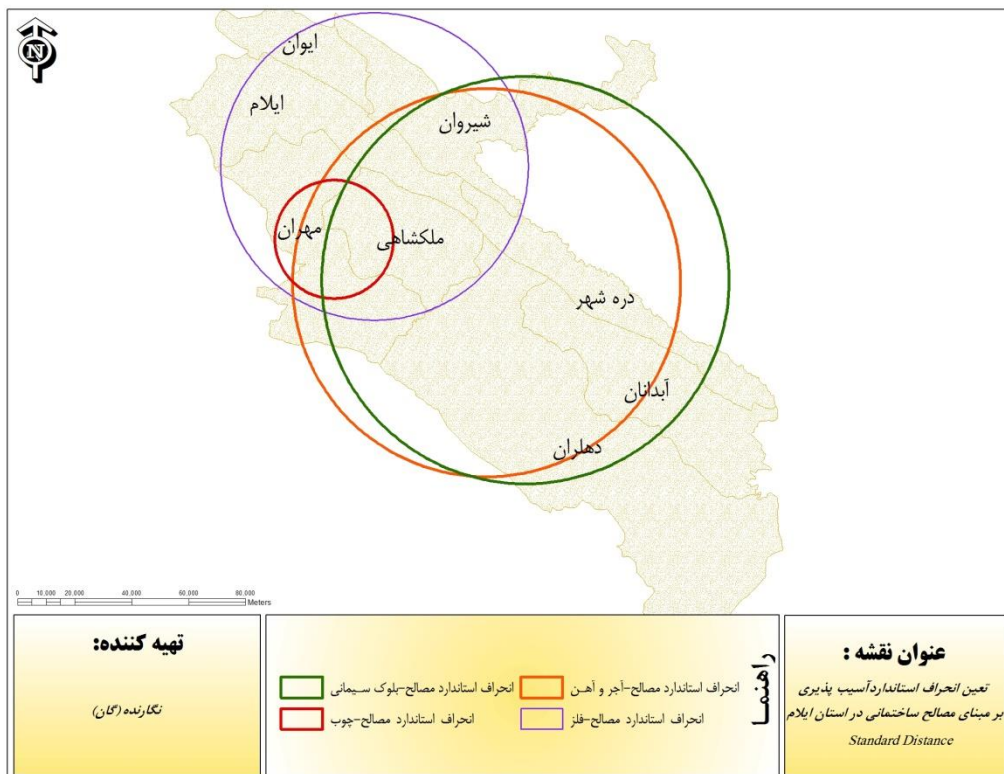 N
ایوان
ایلام
شیروان
مهران
ملکشاهی
دره شهر
آبدانان
دهلران
0 10,000 20,000 40,000 60,000 80,000
Meters
عنوان نقشه :
تعین انحراف استاندارد آسیب پذیری
بر مبنای مصالح ساختمانی در استان ایلام
Standard Distance
راهنما
انحراف استاندارد مصالح-آجر و آهن
انحراف استاندارد مصالح-بلوک سیمانی
انحراف استاندارد مصالح-فلز
انحراف استاندارد مصالح-چوب
تهیه کننده:
نگارنده (گان)